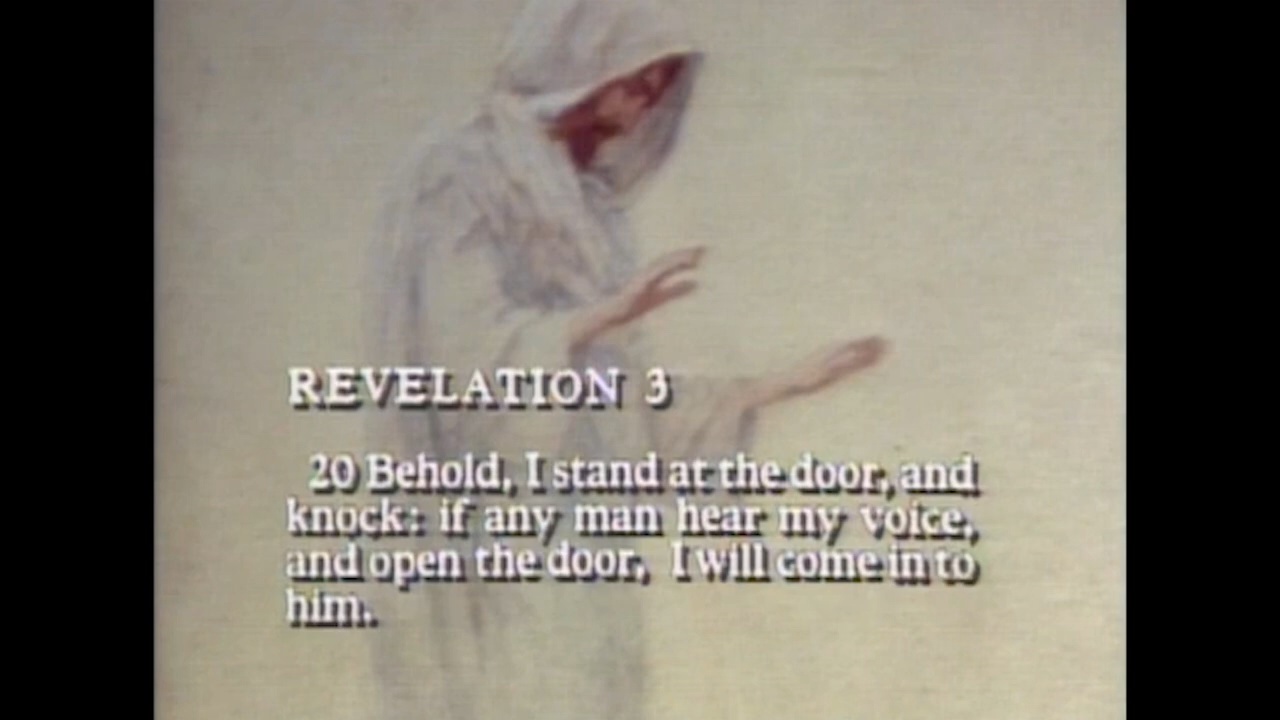 REVELATION 3
20 Behold, I stand at the door, and
knock: if any man hear my voice,
and open the door, I will come in to
him.